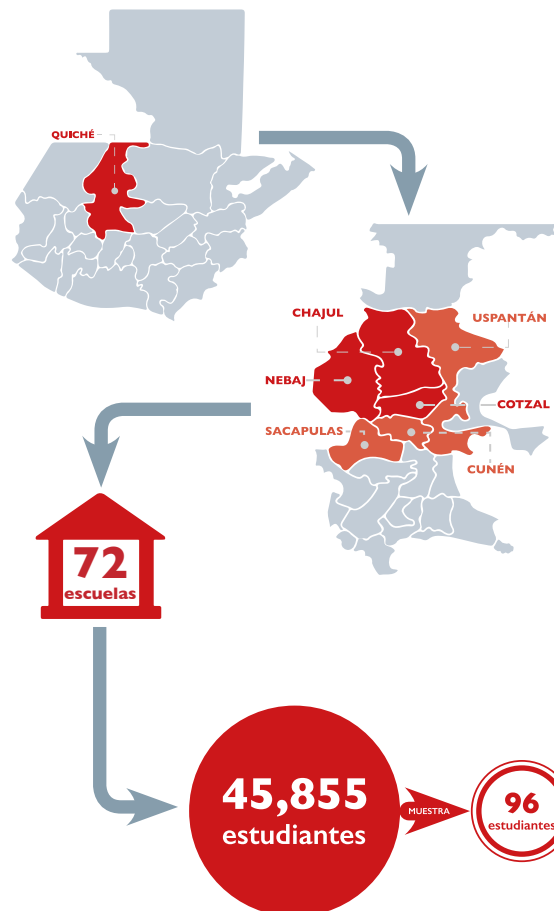 QUICHÉ
CHAJUL
USPANTÁN
NEBAJ
COTZAL
SACAPULAS
CUNÉN
72
escuelas
45,855
estudiantes
MUESTRA
96
estudiantes